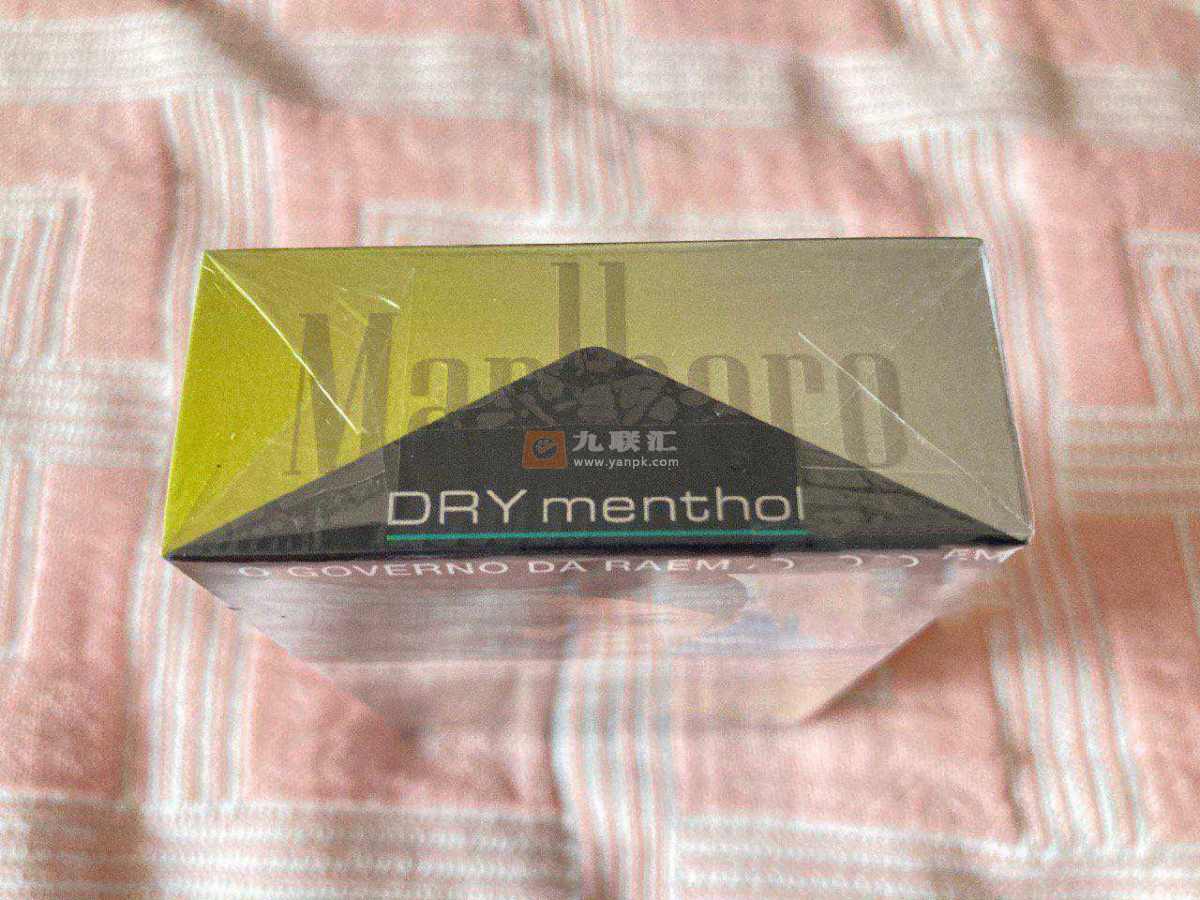 Marlboro
九联汇
www.yanpk.com
DRY menthol
O GOVERNO DA RAEM